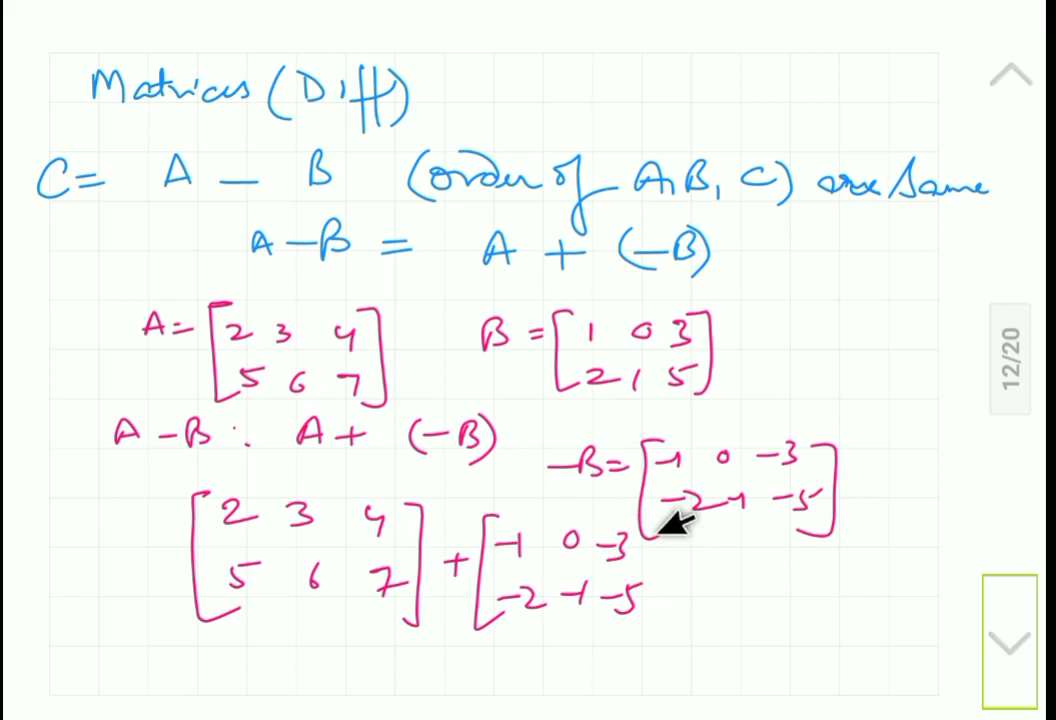 Matrices (Diff)
C = A - B (order of A, B, C) are same
A - B = A + (-B)
A = [2 3 4 B = [1 0 3]
5 6 7] 2 1 5]
A - B : A + (-B)
-B = [-1 0 -3
-2 -1 -5]
[2 3 4 + [-1 0 -3
5 6 7] -2 -1 -5
12/20